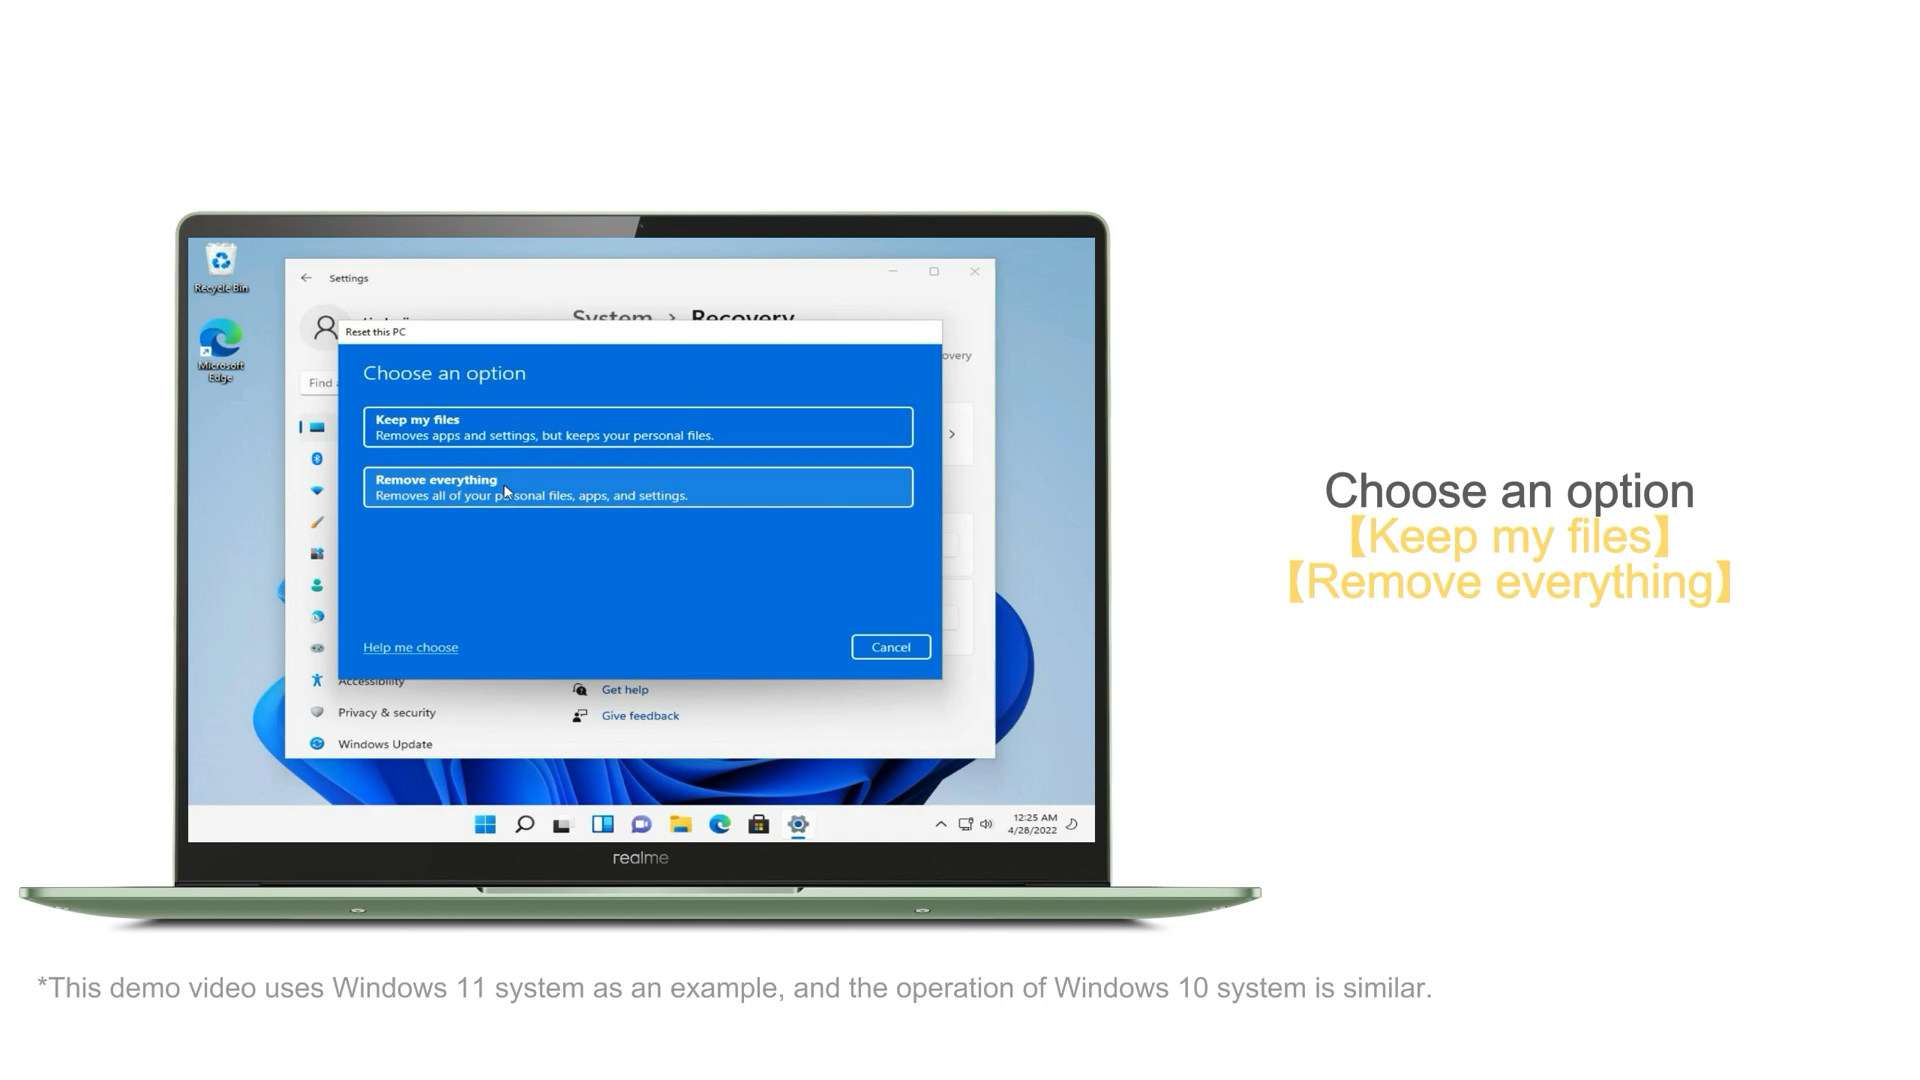 Recycle Bin
Microsoft
Edge
Settings
System > Recovery
Reset this PC
overy
Find
Choose an option
Keep my files
Removes apps and settings, but keeps your personal files.
Remove everything
Removes all of your personal files, apps, and settings.
Help me choose
Cancel
Accessibility
Get help
Privacy & security
Give feedback
Windows Update
12:25 AM
4/28/2022
realme
Choose an option
【Keep my files】
【Remove everything】
*This demo video uses Windows 11 system as an example, and the operation of Windows 10 system is similar.